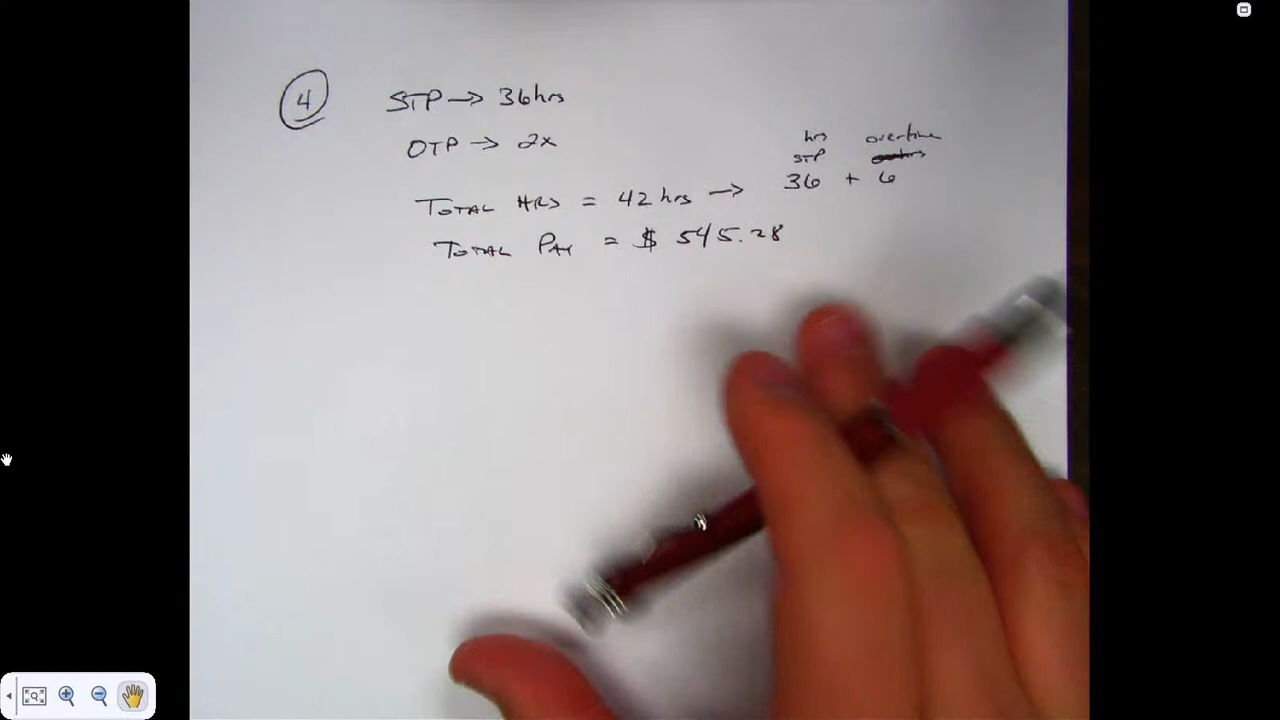 4 STP → 36hrs
OTP → 2x
hrs overtime
STP
TOTAL HRS = 42 hrs → 36 + 6
TOTAL PAY = $ 545.28